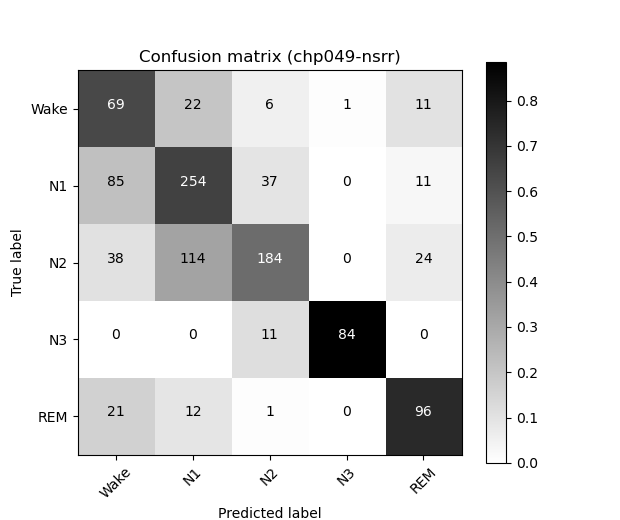 Confusion matrix (chp049-nsrr)
Wake 69 22 6 1 11
N1 85 254 37 0 11
N2 38 114 184 0 24
N3 0 0 11 84 0
REM 21 12 1 0 96
Wake N1 N2 N3 REM
Predicted label
True label
0.8
0.7
0.6
0.5
0.4
0.3
0.2
0.1
0.0